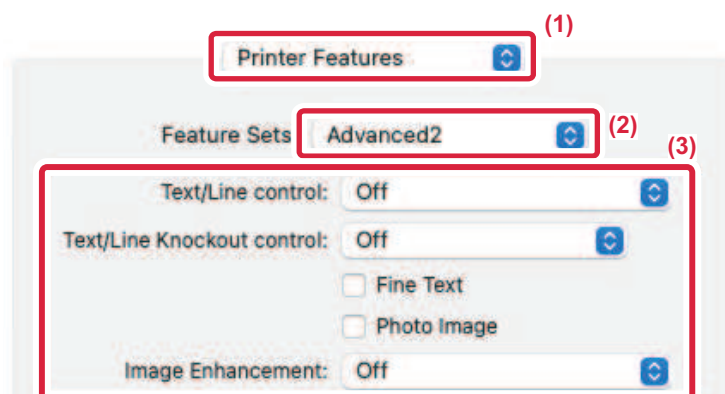 (1)
Printer Features
Feature Sets Advanced2 (2)
(3)
Text/Line control: Off
Text/Line Knockout control: Off
Fine Text
Photo Image
Image Enhancement: Off